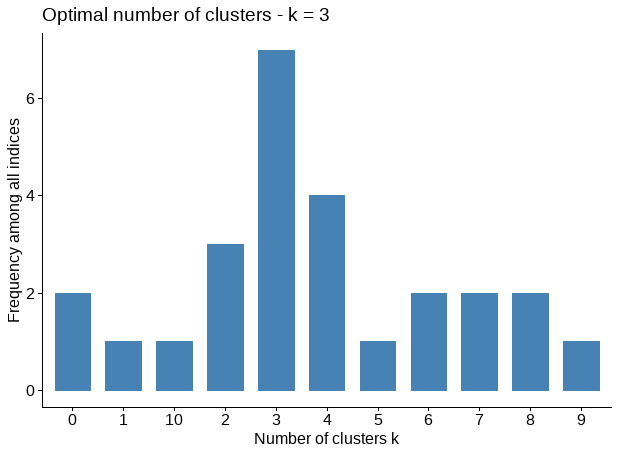 Optimal number of clusters - k = 3
Frequency among all indices
6
4
2
0
0 1 10 2 3 4 5 6 7 8 9
Number of clusters k